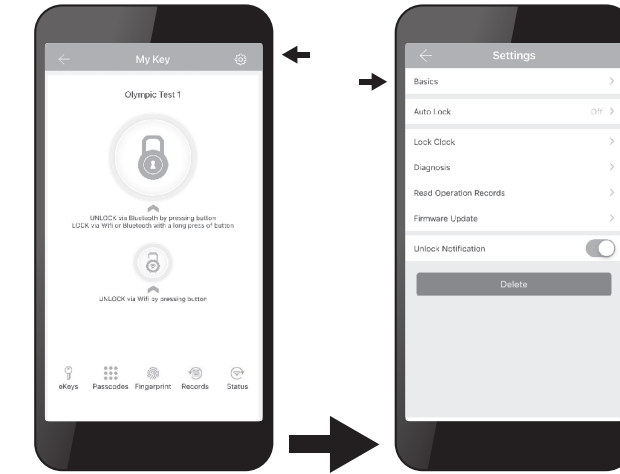 My Key
Olympic Test 1
1
UNLOCK via Bluetooth by pressing button
LOCK via Wifi or Bluetooth with a long press of button
UNLOCK via Wifi by pressing button
eKeys Passcodes Fingerprint Records Status
Settings
Basics
Auto Lock Off
Lock Clock
Diagnosis
Read Operation Records
Firmware Update
Unlock Notification
Delete